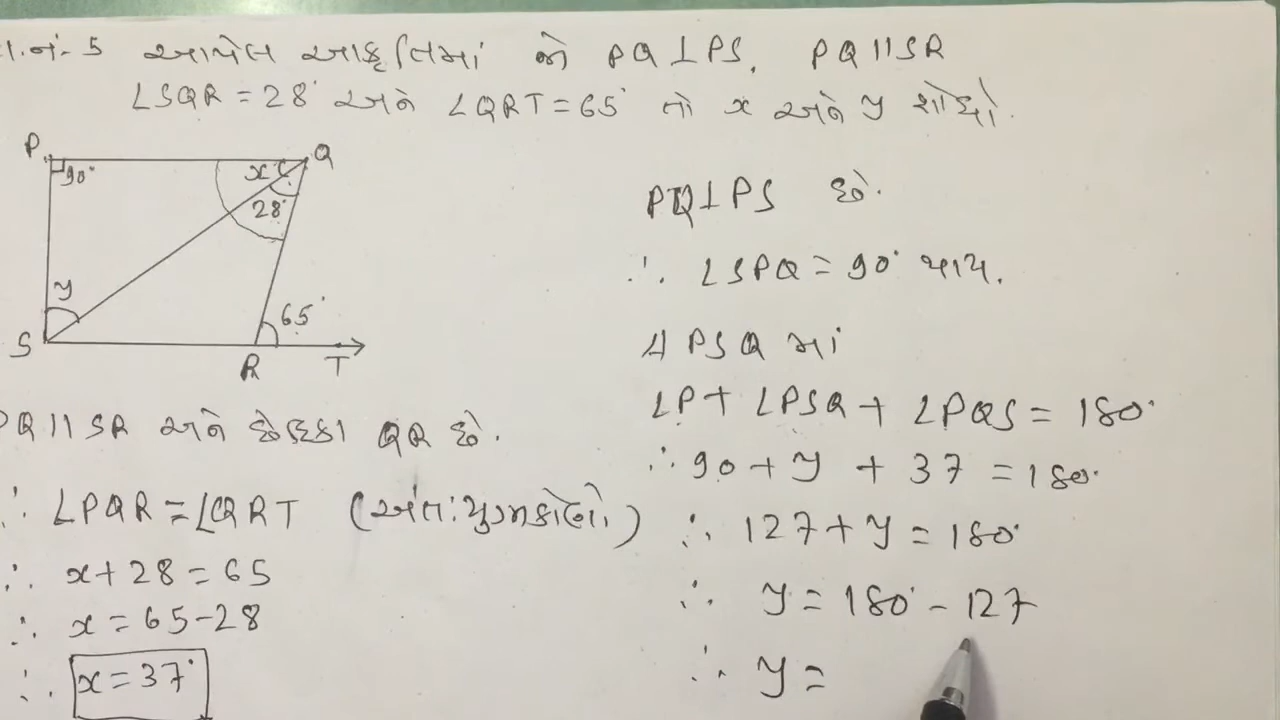 ા.નં.- 5 આપેલ આકૃતિમાં જો PQ ⊥ PS, PQ || SR
∠SQR = 28° અને ∠QRT = 65° તો x અને y શોધો.
P Q
90° x
28°
y
65°
S R T
PQ || SR અને છેદિકા QR છે.
∴ ∠PQR = ∠QRT (અંતઃયુગ્મકોણો)
∴ x + 28 = 65
∴ x = 65 - 28
∴ x = 37°
PQ ⊥ PS છે.
∴ ∠SPQ = 90° થાય.
△ PSQ માં
∠P + ∠PSQ + ∠PQS = 180°
∴ 90 + y + 37 = 180°
∴ 127 + y = 180°
∴ y = 180° - 127
∴ y =